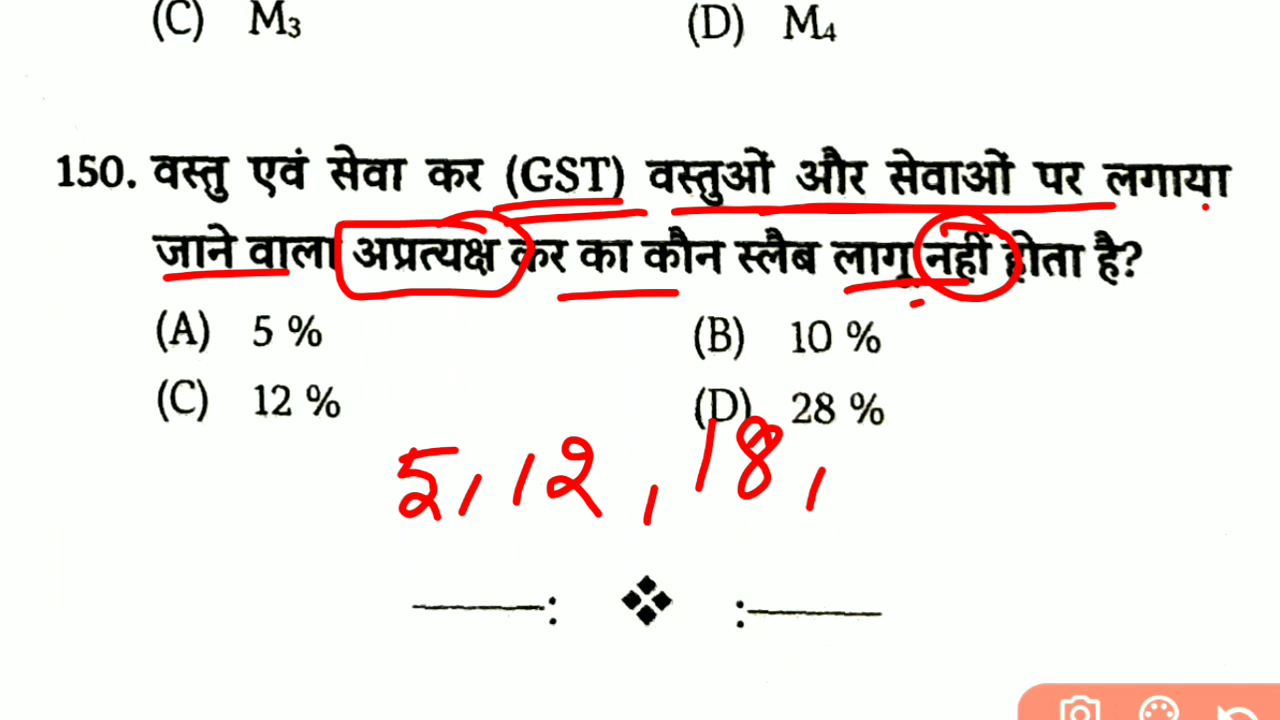 (C) M₃ (D) M₄
150. वस्तु एवं सेवा कर (GST) वस्तुओं और सेवाओं पर लगाया
जाने वाला अप्रत्यक्ष कर का कौन स्लैब लागू नहीं होता है?
(A) 5 % (B) 10 %
(C) 12 % (D) 28 %
5, 12, 18,